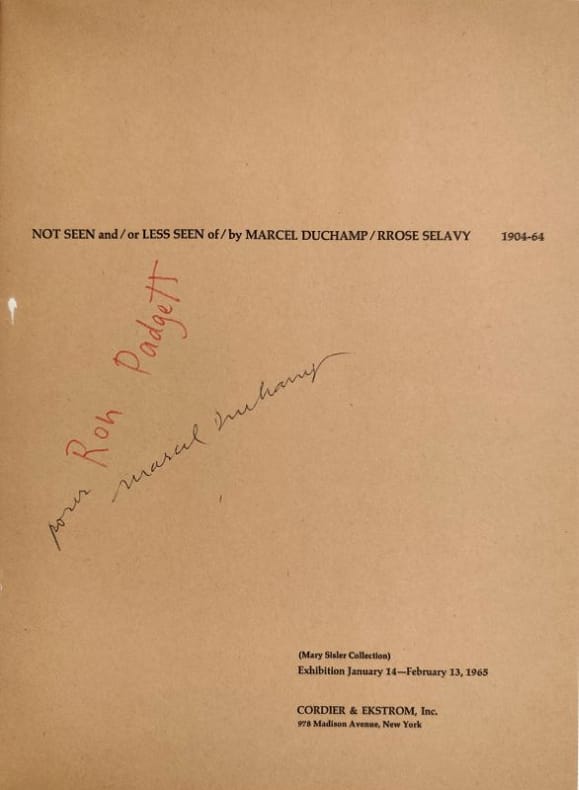 NOT SEEN and/or LESS SEEN of/by MARCEL DUCHAMP/RROSE SELAVY 1904-64
pour Ron Padgett
Marcel Duchamp
(Mary Sisler Collection)
Exhibition January 14—February 13, 1965
CORDIER & EKSTROM, Inc.
978 Madison Avenue, New York